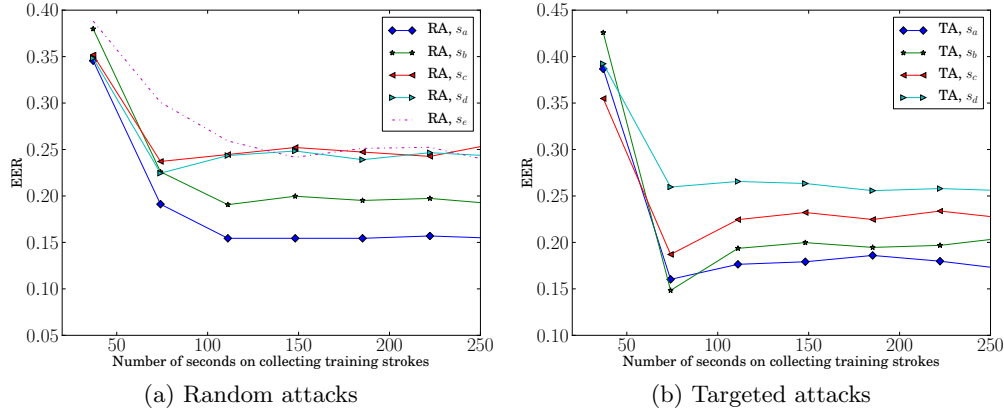 0.40
0.35
0.30
0.25
0.20
0.15
0.10
0.05
EER
50 100 150 200 250
Number of seconds on collecting training strokes
RA, s_a
RA, s_b
RA, s_c
RA, s_d
RA, s_e
(a) Random attacks
0.45
0.40
0.35
0.30
0.25
0.20
0.15
0.10
EER
50 100 150 200 250
Number of seconds on collecting training strokes
TA, s_a
TA, s_b
TA, s_c
TA, s_d
(b) Targeted attacks